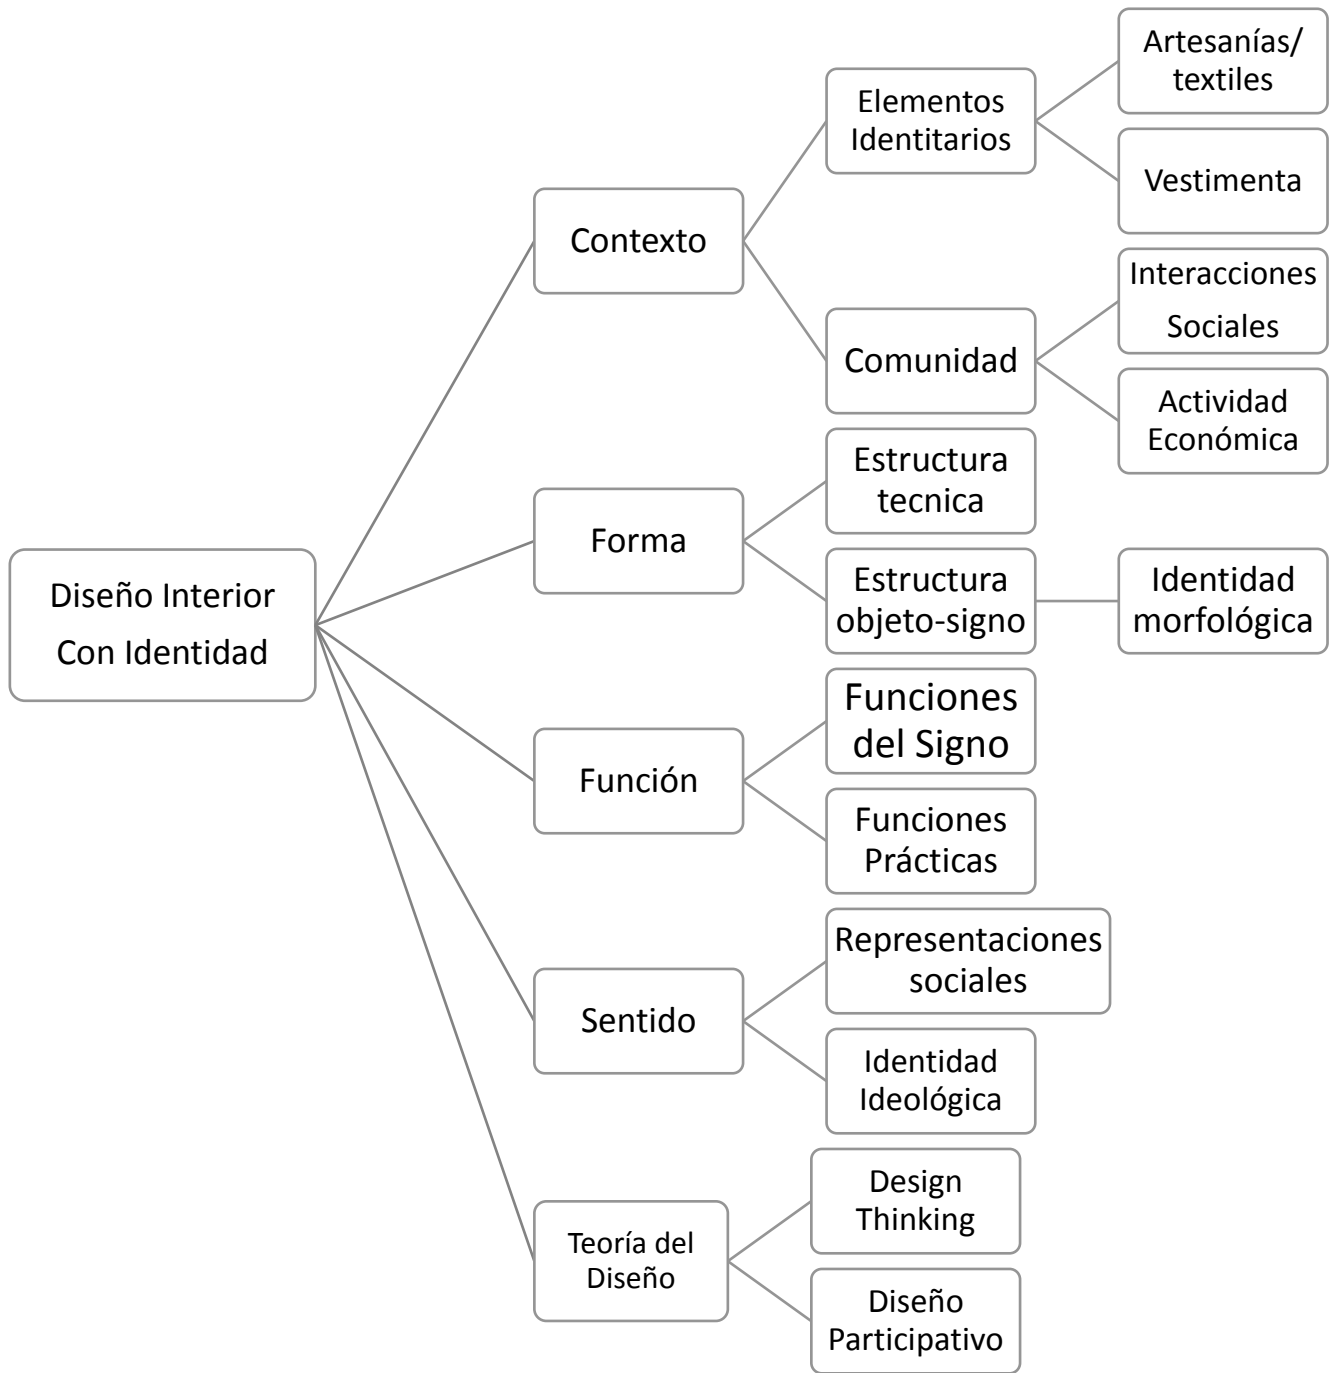 Diseño Interior
Con Identidad
Contexto
Elementos
Identitarios
Artesanías/
textiles
Vestimenta
Comunidad
Interacciones
Sociales
Actividad
Económica
Forma
Estructura
tecnica
Estructura
objeto-signo
Identidad
morfológica
Función
Funciones
del Signo
Funciones
Prácticas
Sentido
Representaciones
sociales
Identidad
Ideológica
Teoría del
Diseño
Design
Thinking
Diseño
Participativo